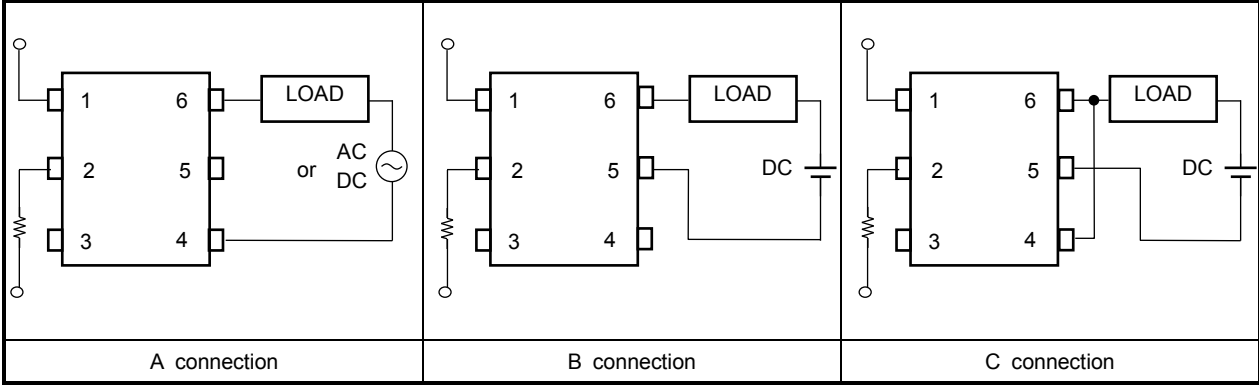 1 6 LOAD
2 5 or AC DC
3 4
A connection
1 6 LOAD
2 5 DC
3 4
B connection
1 6 LOAD
2 5 DC
3 4
C connection